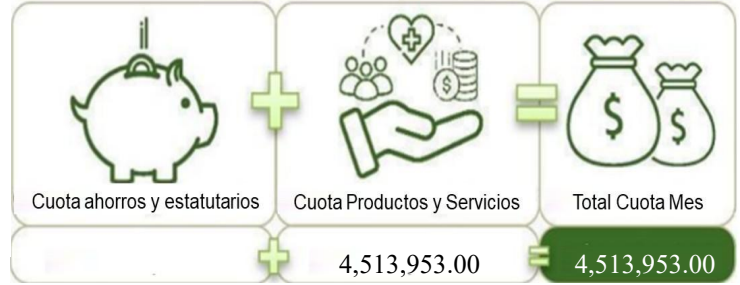 Cuota ahorros y estatutarios
Cuota Productos y Servicios
Total Cuota Mes
4,513,953.00
4,513,953.00